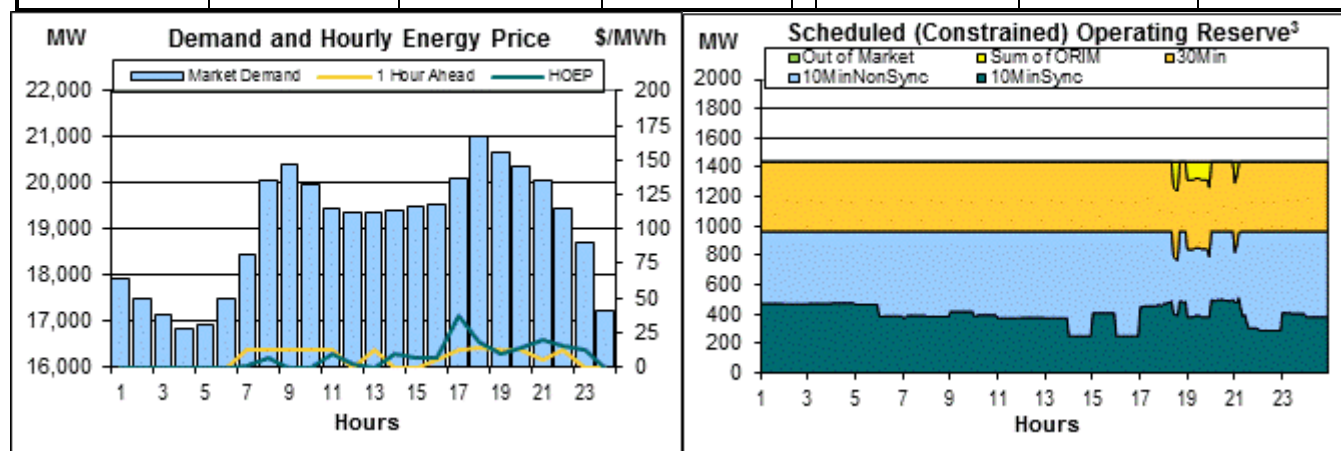 MW Demand and Hourly Energy Price $/MWh
Market Demand 1 Hour Ahead HOEP
22,000 200
175
21,000
150
20,000
125
19,000 100
75
18,000
50
17,000
25
16,000 0
1 3 5 7 9 11 13 15 17 19 21 23
Hours
MW Scheduled (Constrained) Operating Reserve³
Out of Market Sum of ORIM 30Min
10MinNonSync 10MinSync
2000
1800
1600
1400
1200
1000
800
600
400
200
0
1 3 5 7 9 11 13 15 17 19 21 23
Hours